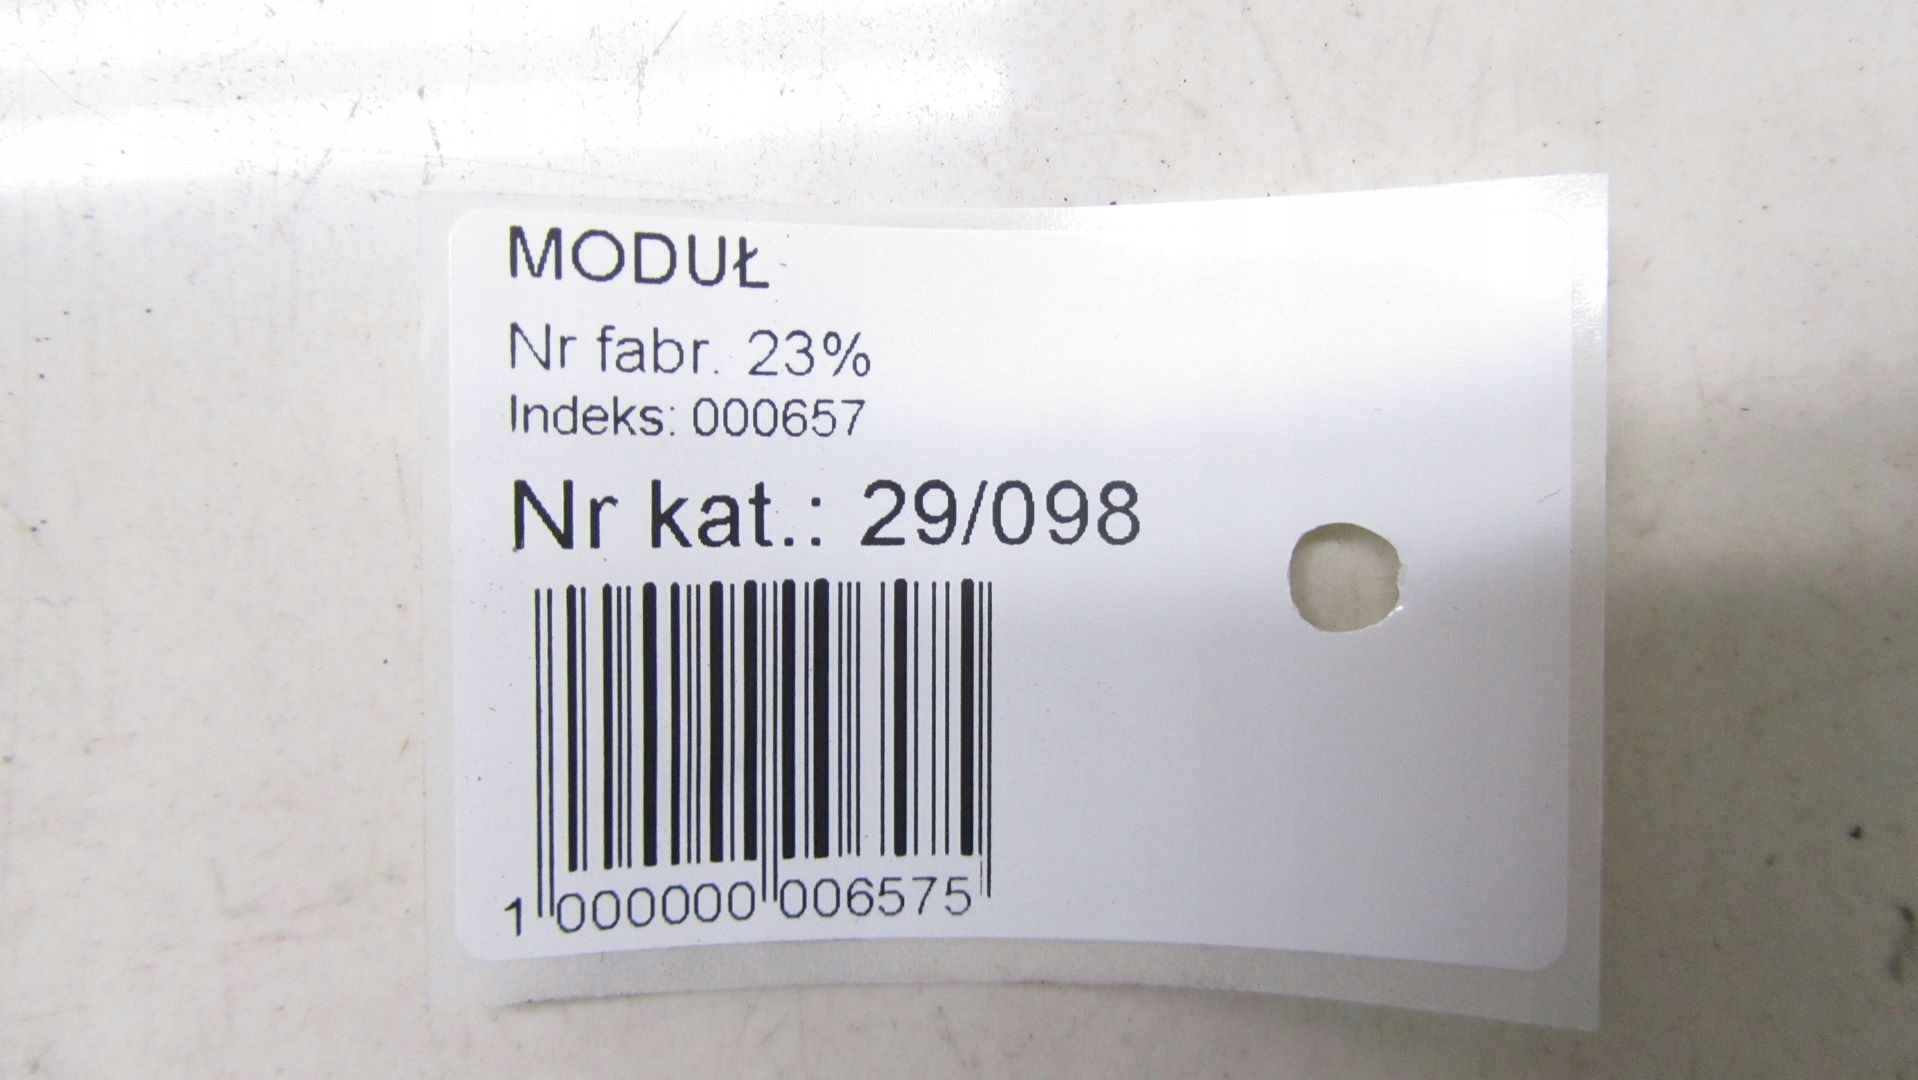 MODUŁ
Nr fabr. 23%
Indeks: 000657
Nr kat.: 29/098
1 000000 006575